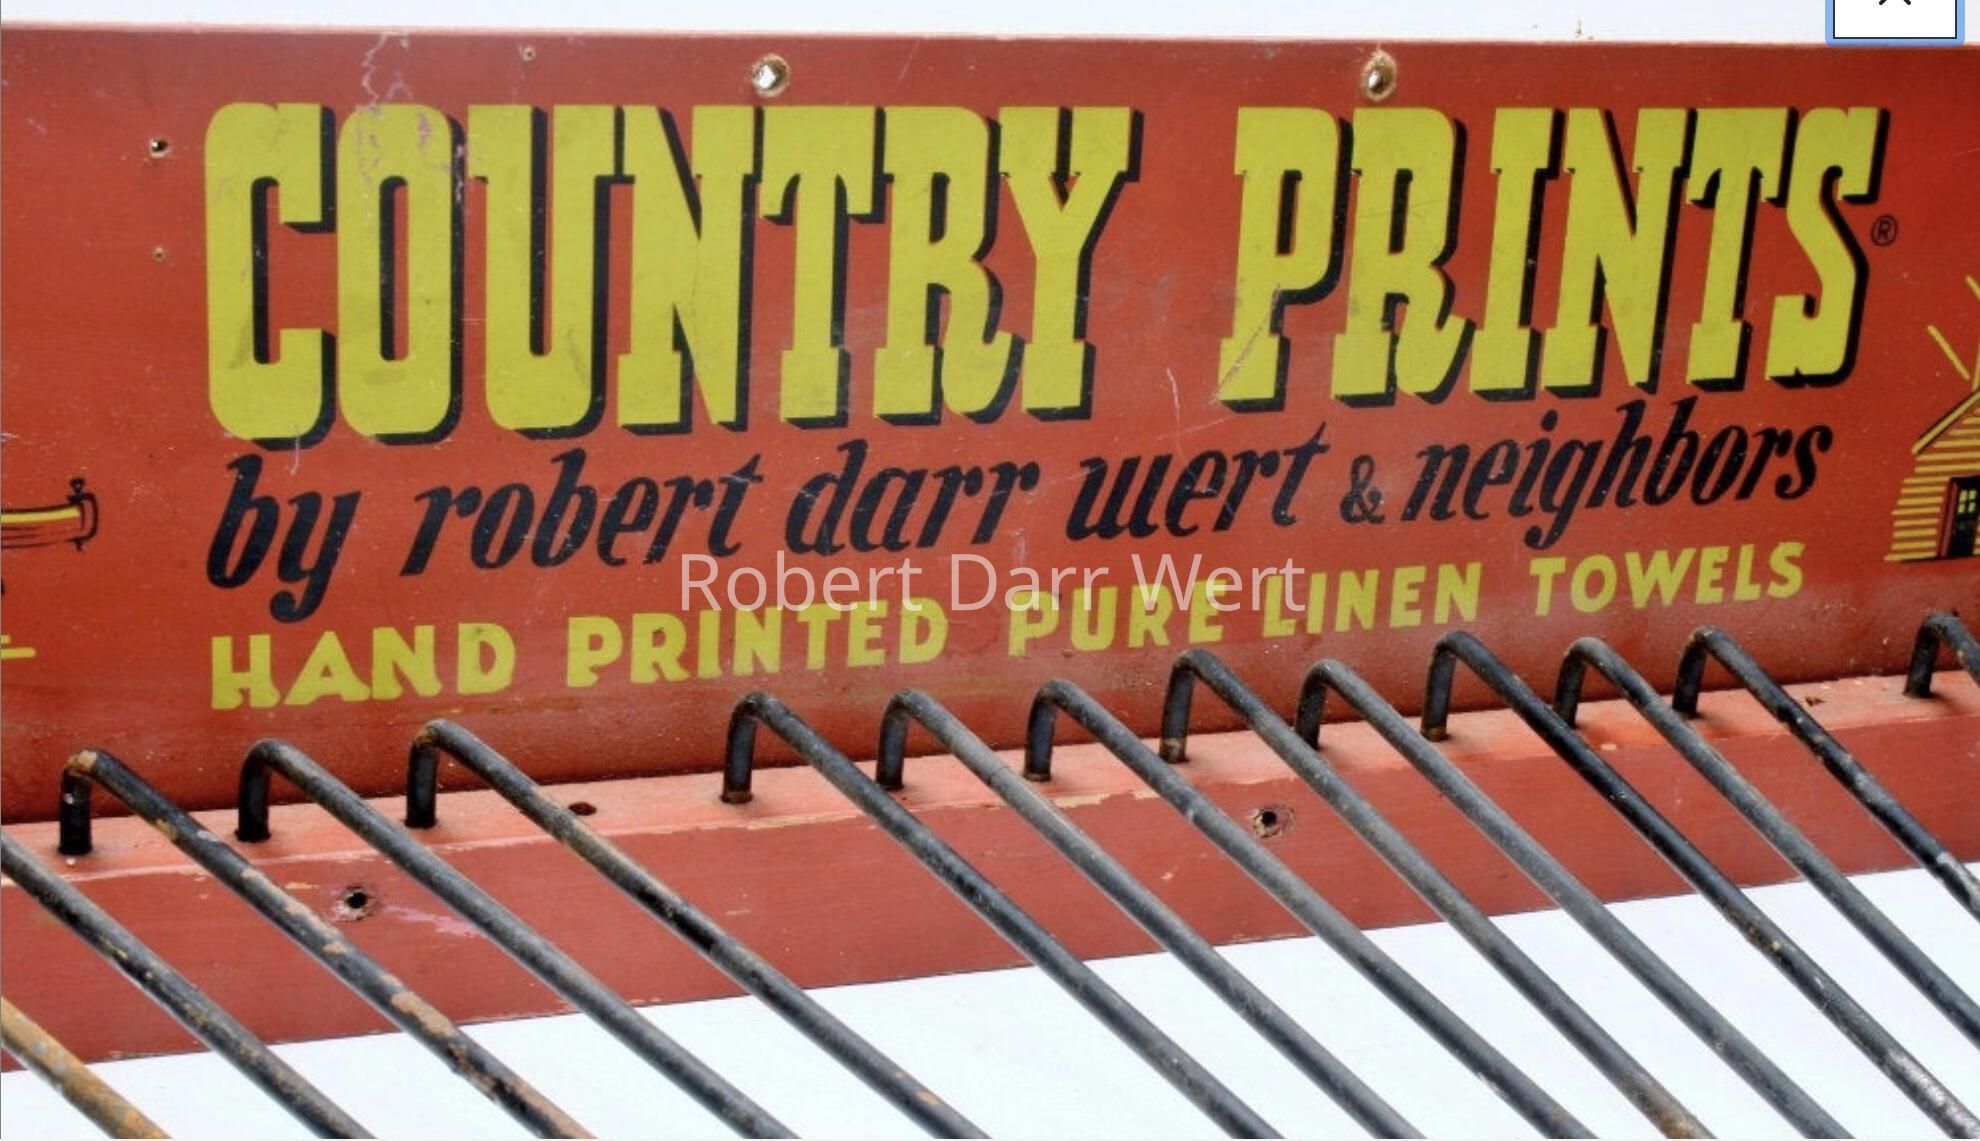 COUNTRY PRINTS®
by robert darr wert & neighbors
Robert Darr Wert
HAND PRINTED PURE LINEN TOWELS